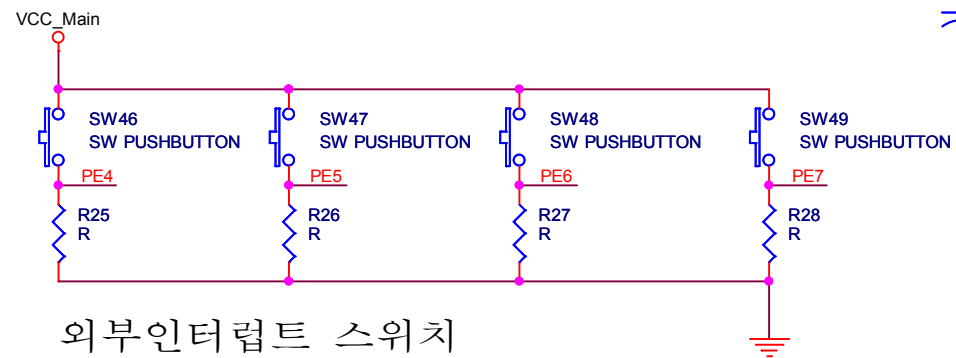 VCC_Main
SW46
SW PUSHBUTTON
SW47
SW PUSHBUTTON
SW48
SW PUSHBUTTON
SW49
SW PUSHBUTTON
PE4
PE5
PE6
PE7
R25
R
R26
R
R27
R
R28
R
외부인터럽트 스위치